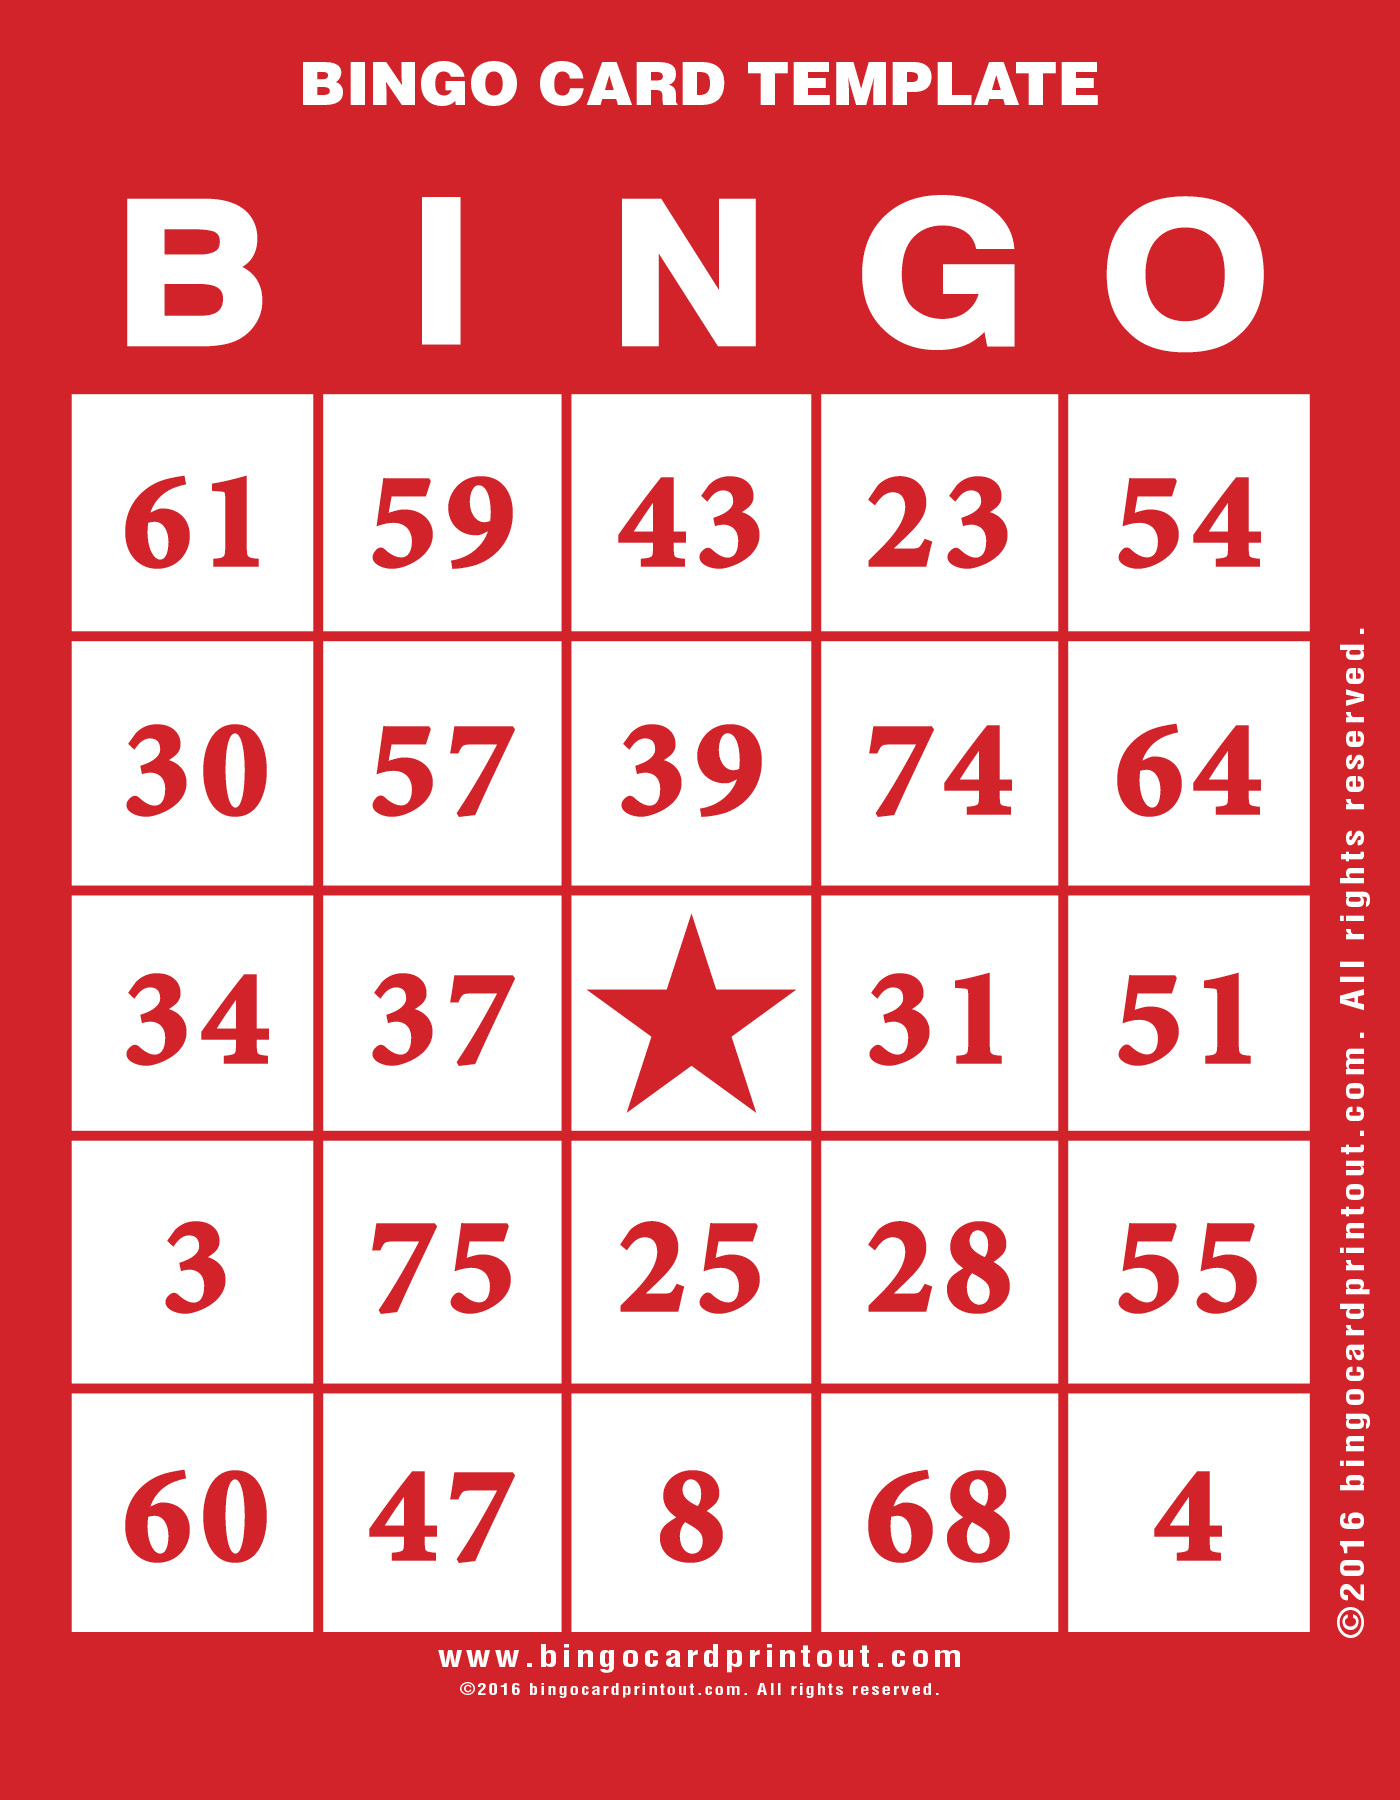 BINGO CARD TEMPLATE
B I N G O
61 59 43 23 54
30 57 39 74 64
34 37 31 51
3 75 25 28 55
60 47 8 68 4
www.bingocardprintout.com
©2016 bingocardprintout.com. All rights reserved.
©2016 bingocardprintout.com. All rights reserved.